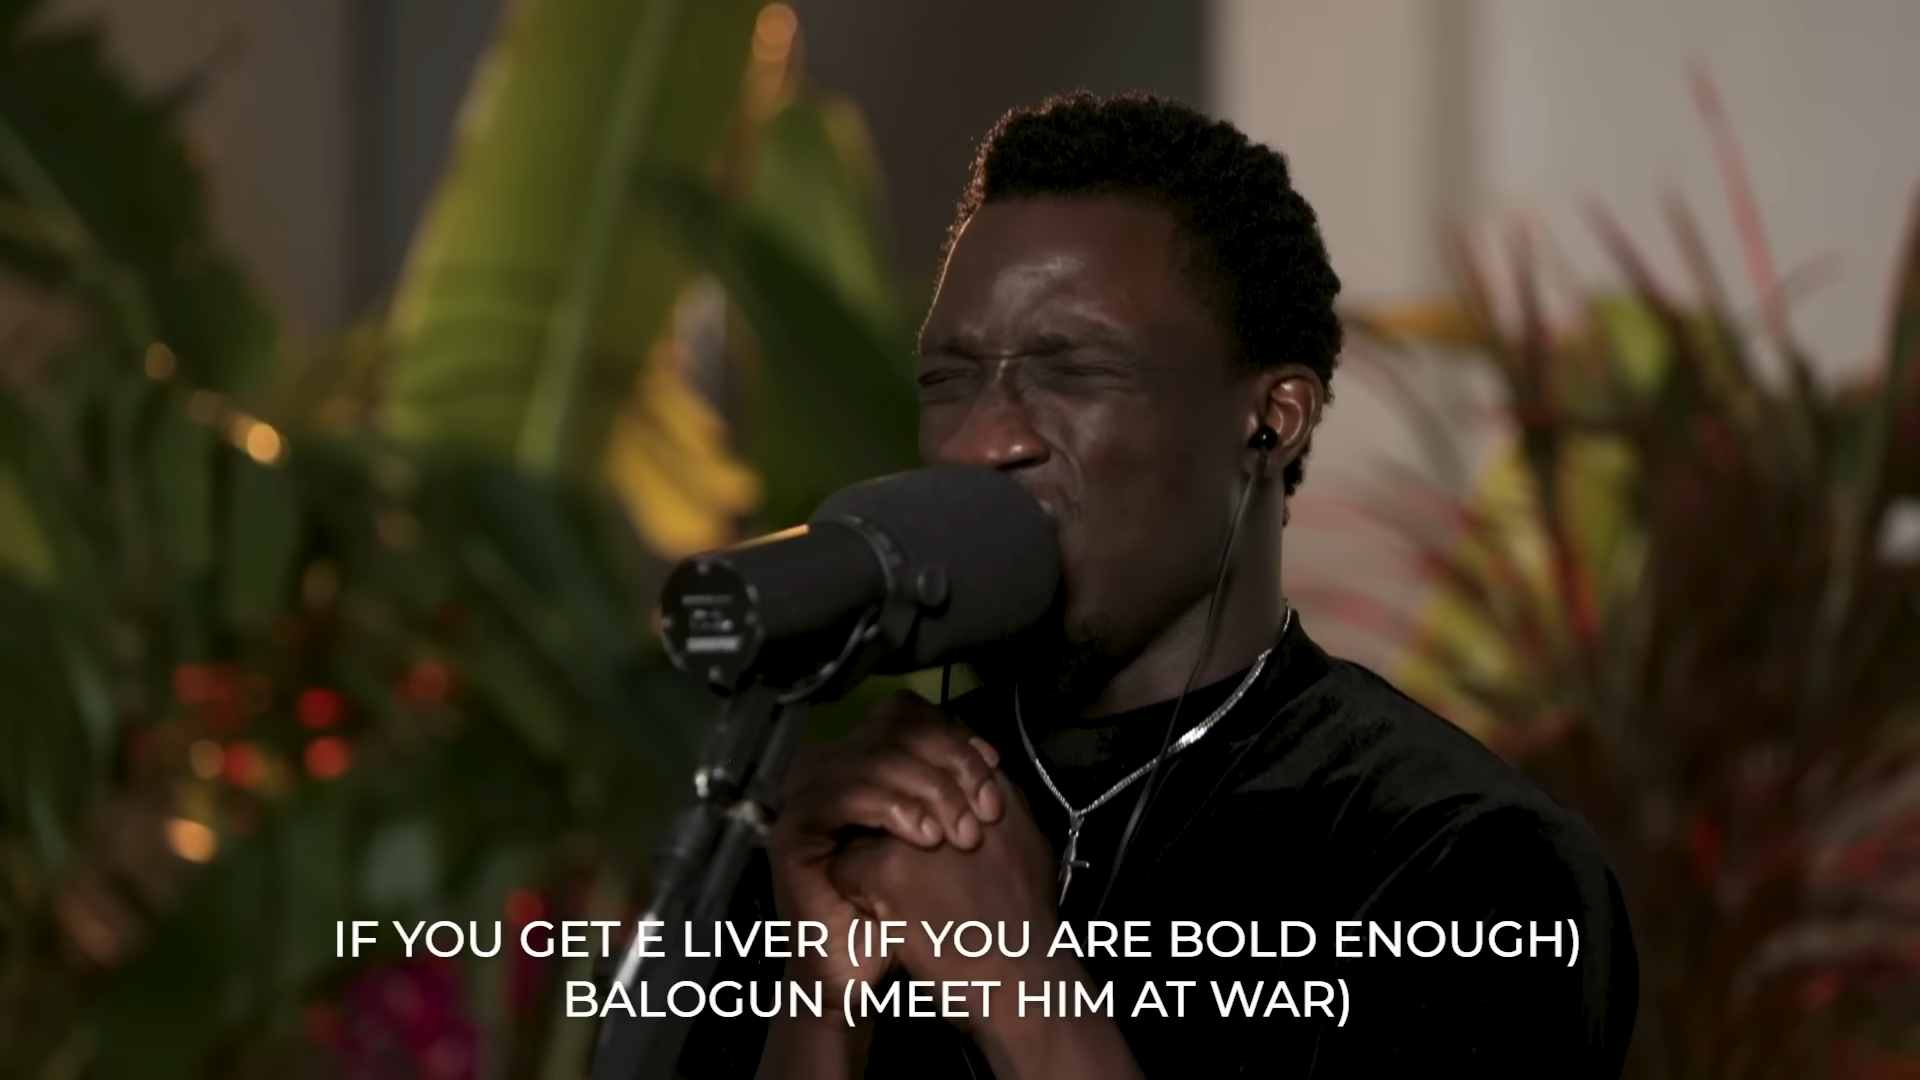 IF YOU GET E LIVER (IF YOU ARE BOLD ENOUGH)
BALOGUN (MEET HIM AT WAR)